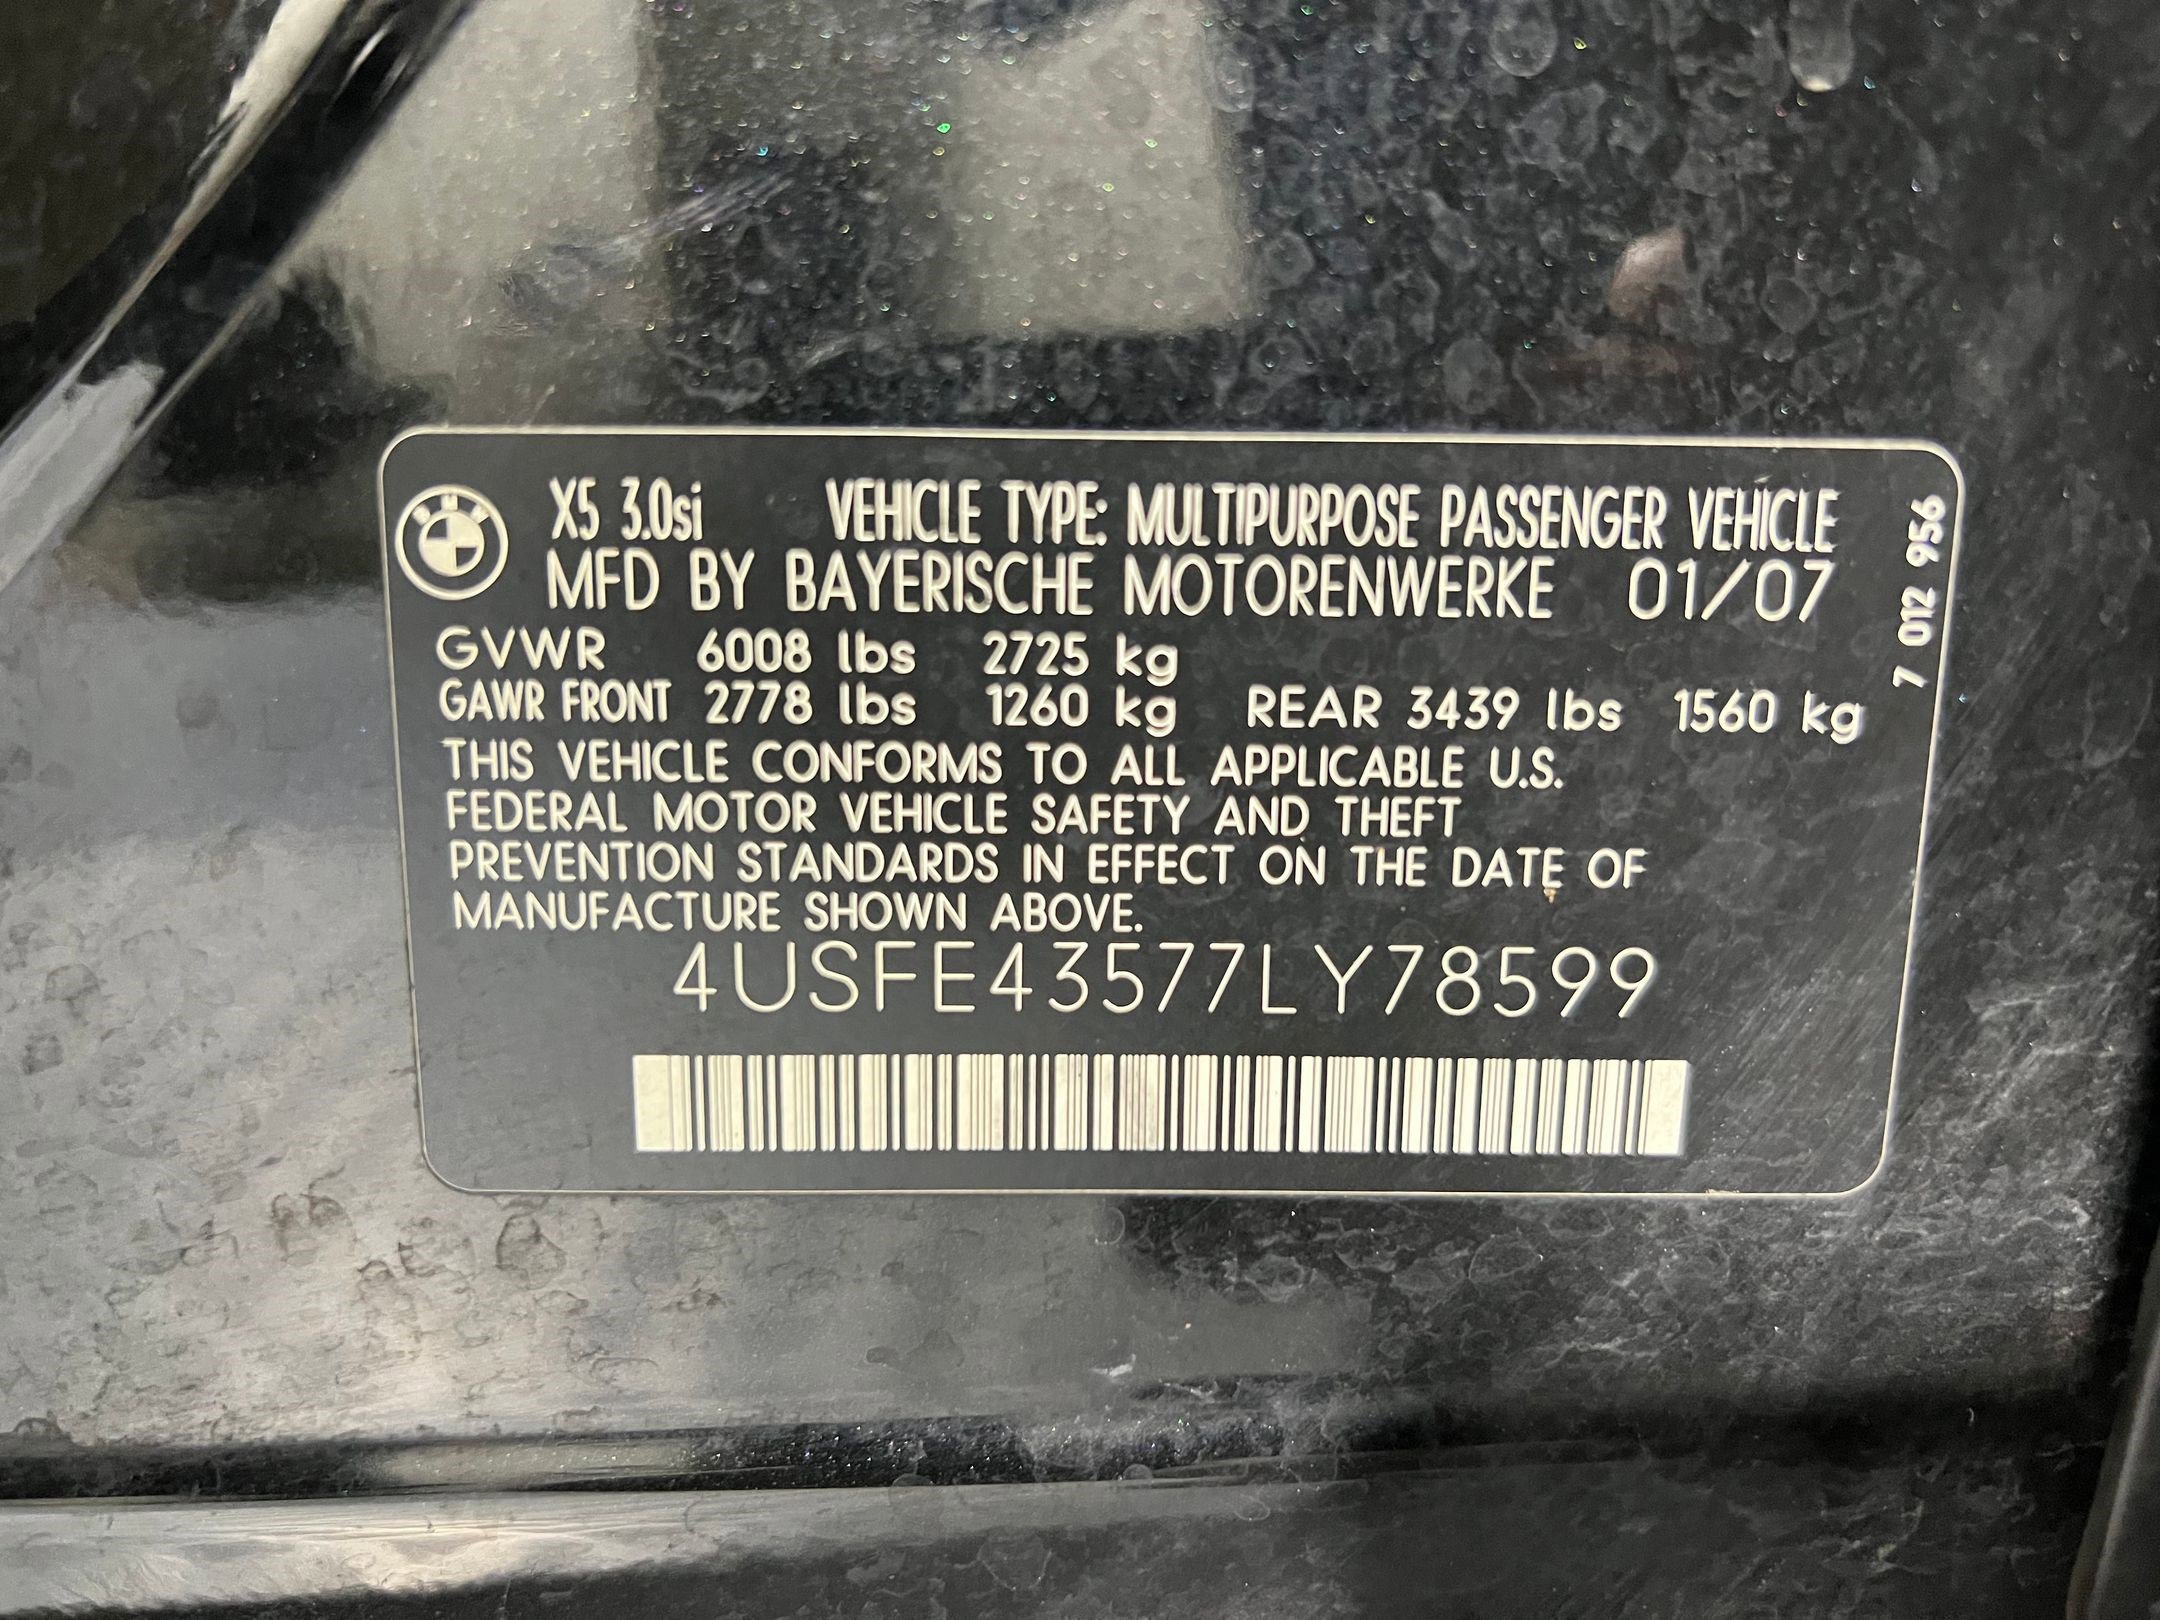 BMW
X5 3.0si VEHICLE TYPE: MULTIPURPOSE PASSENGER VEHICLE
MFD BY BAYERISCHE MOTORENWERKE 01/07
GVWR 6008 lbs 2725 kg
GAWR FRONT 2778 lbs 1260 kg REAR 3439 lbs 1560 kg
THIS VEHICLE CONFORMS TO ALL APPLICABLE U.S.
FEDERAL MOTOR VEHICLE SAFETY AND THEFT
PREVENTION STANDARDS IN EFFECT ON THE DATE OF
MANUFACTURE SHOWN ABOVE.
4USFE43577LY78599
7 012 956